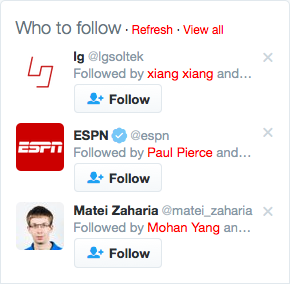 Who to follow · Refresh · View all
lg @lgsoltek
Followed by xiang xiang and...
Follow
ESPN
ESPN @espn
Followed by Paul Pierce and...
Follow
Matei Zaharia @matei_zaharia
Followed by Mohan Yang an...
Follow